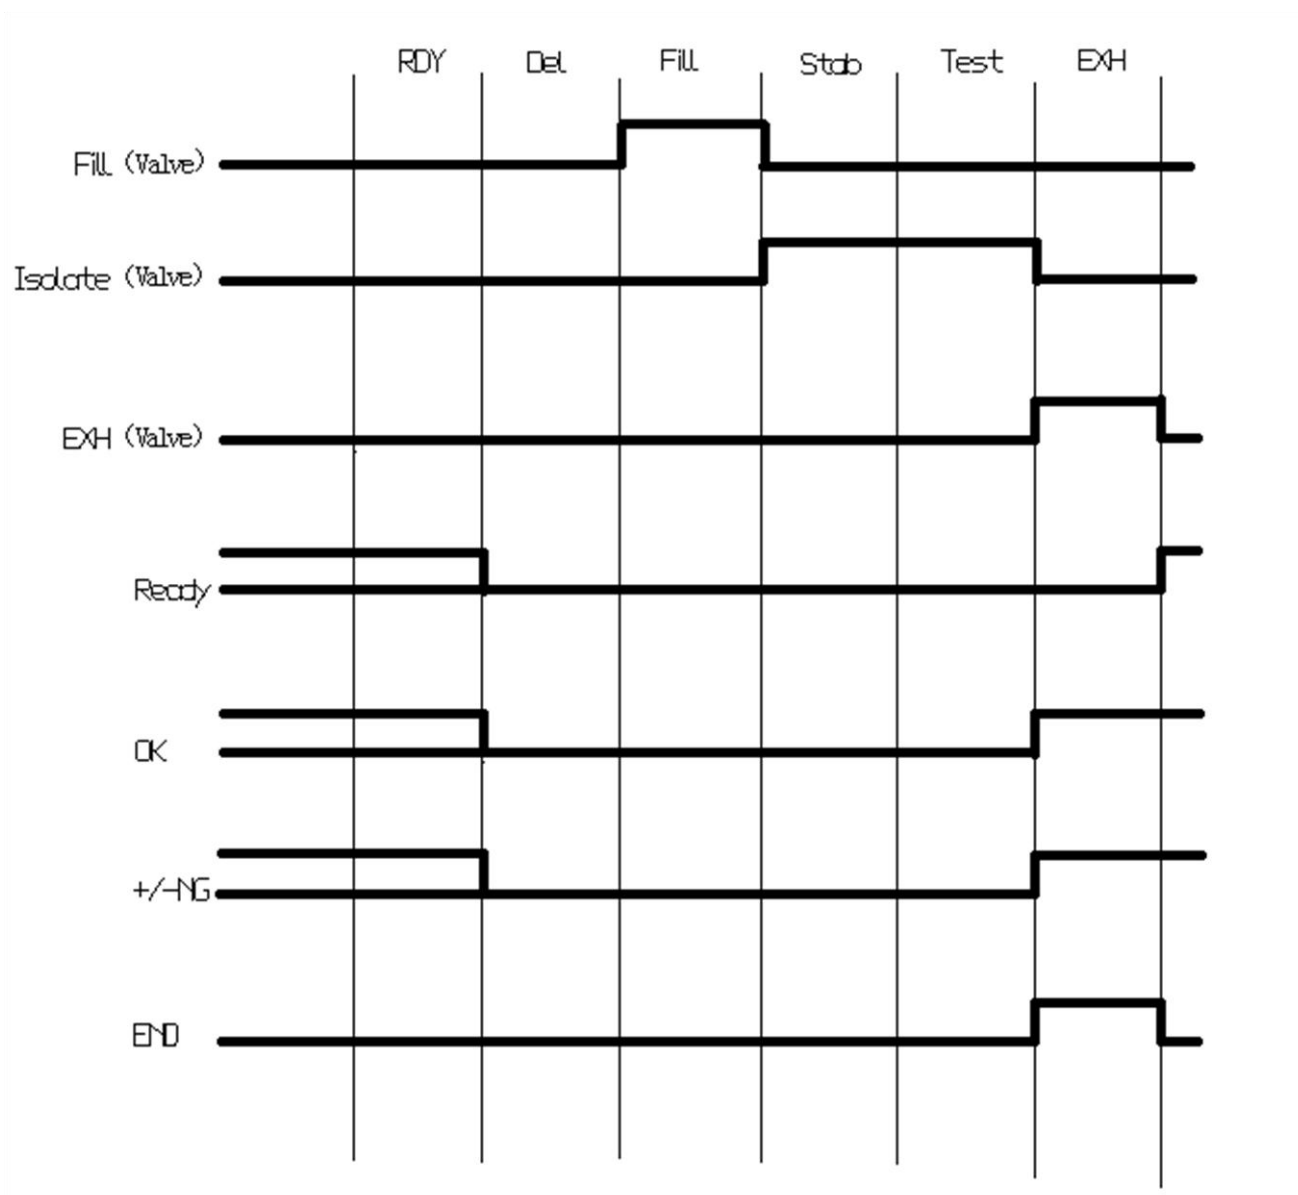 RDY Del Fill Stab Test EXH
Fill (Valve)
Isolate (Valve)
EXH (Valve)
Ready
OK
+/-NG
END